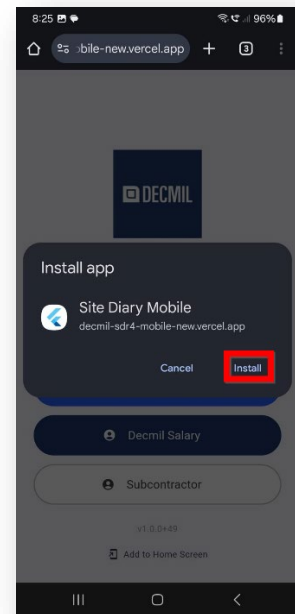 8:25 96%
bile-new.vercel.app 3
DECMIL
Install app
Site Diary Mobile
decmil-sdr4-mobile-new.vercel.app
Cancel Install
Decmil Salary
Subcontractor
v1.0.0+49
Add to Home Screen